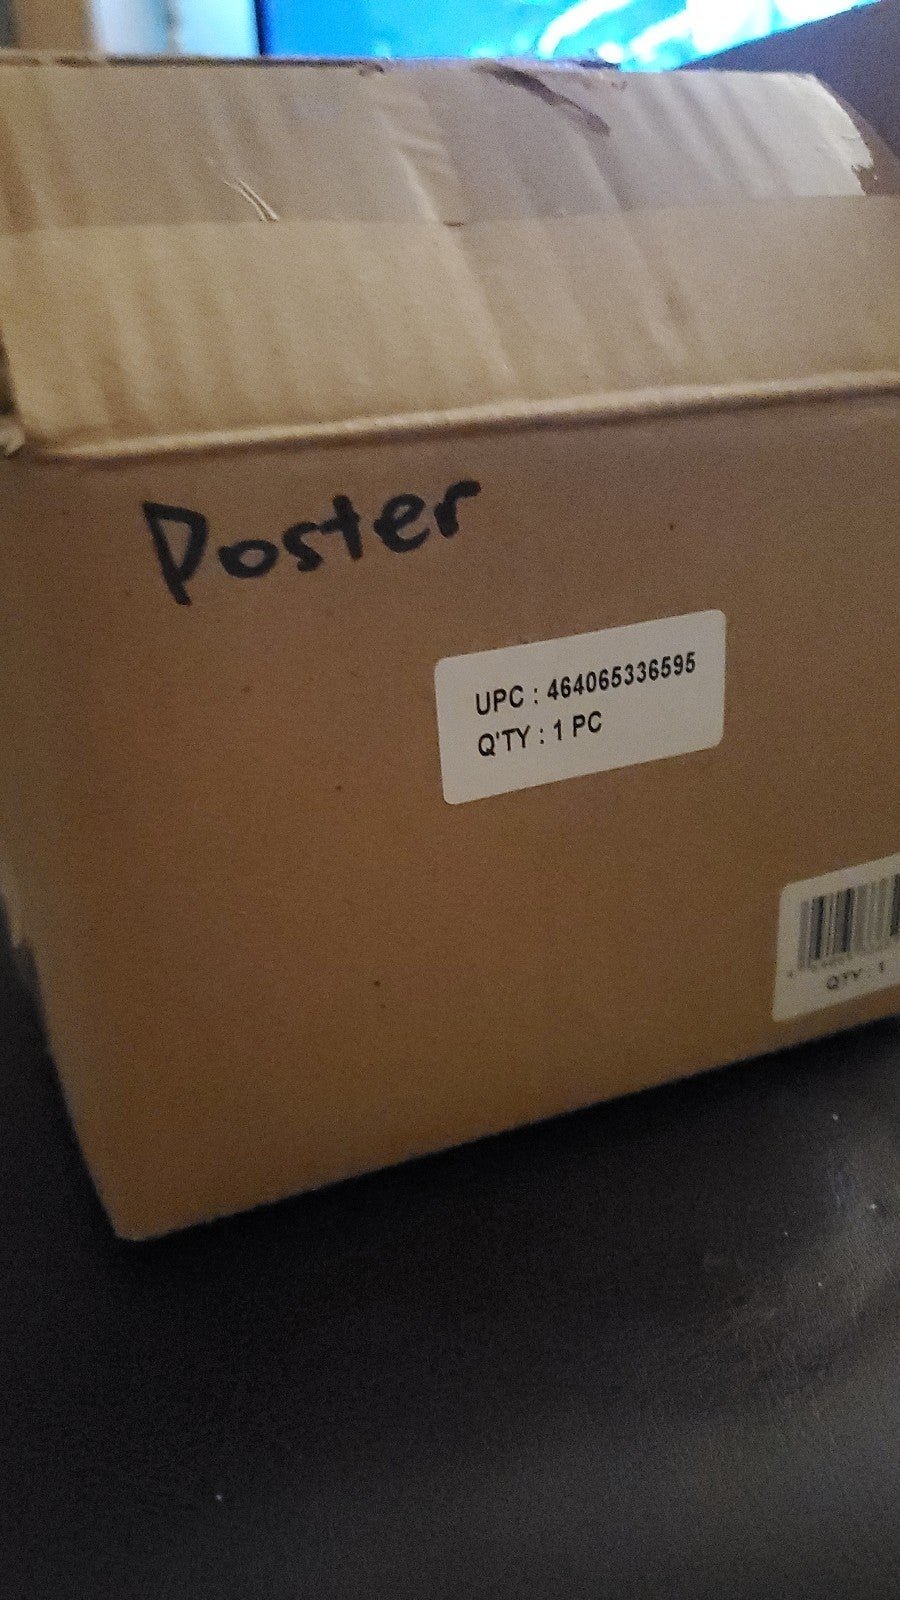 Poster
UPC : 464065336595
Q'TY : 1 PC
QTY : 1